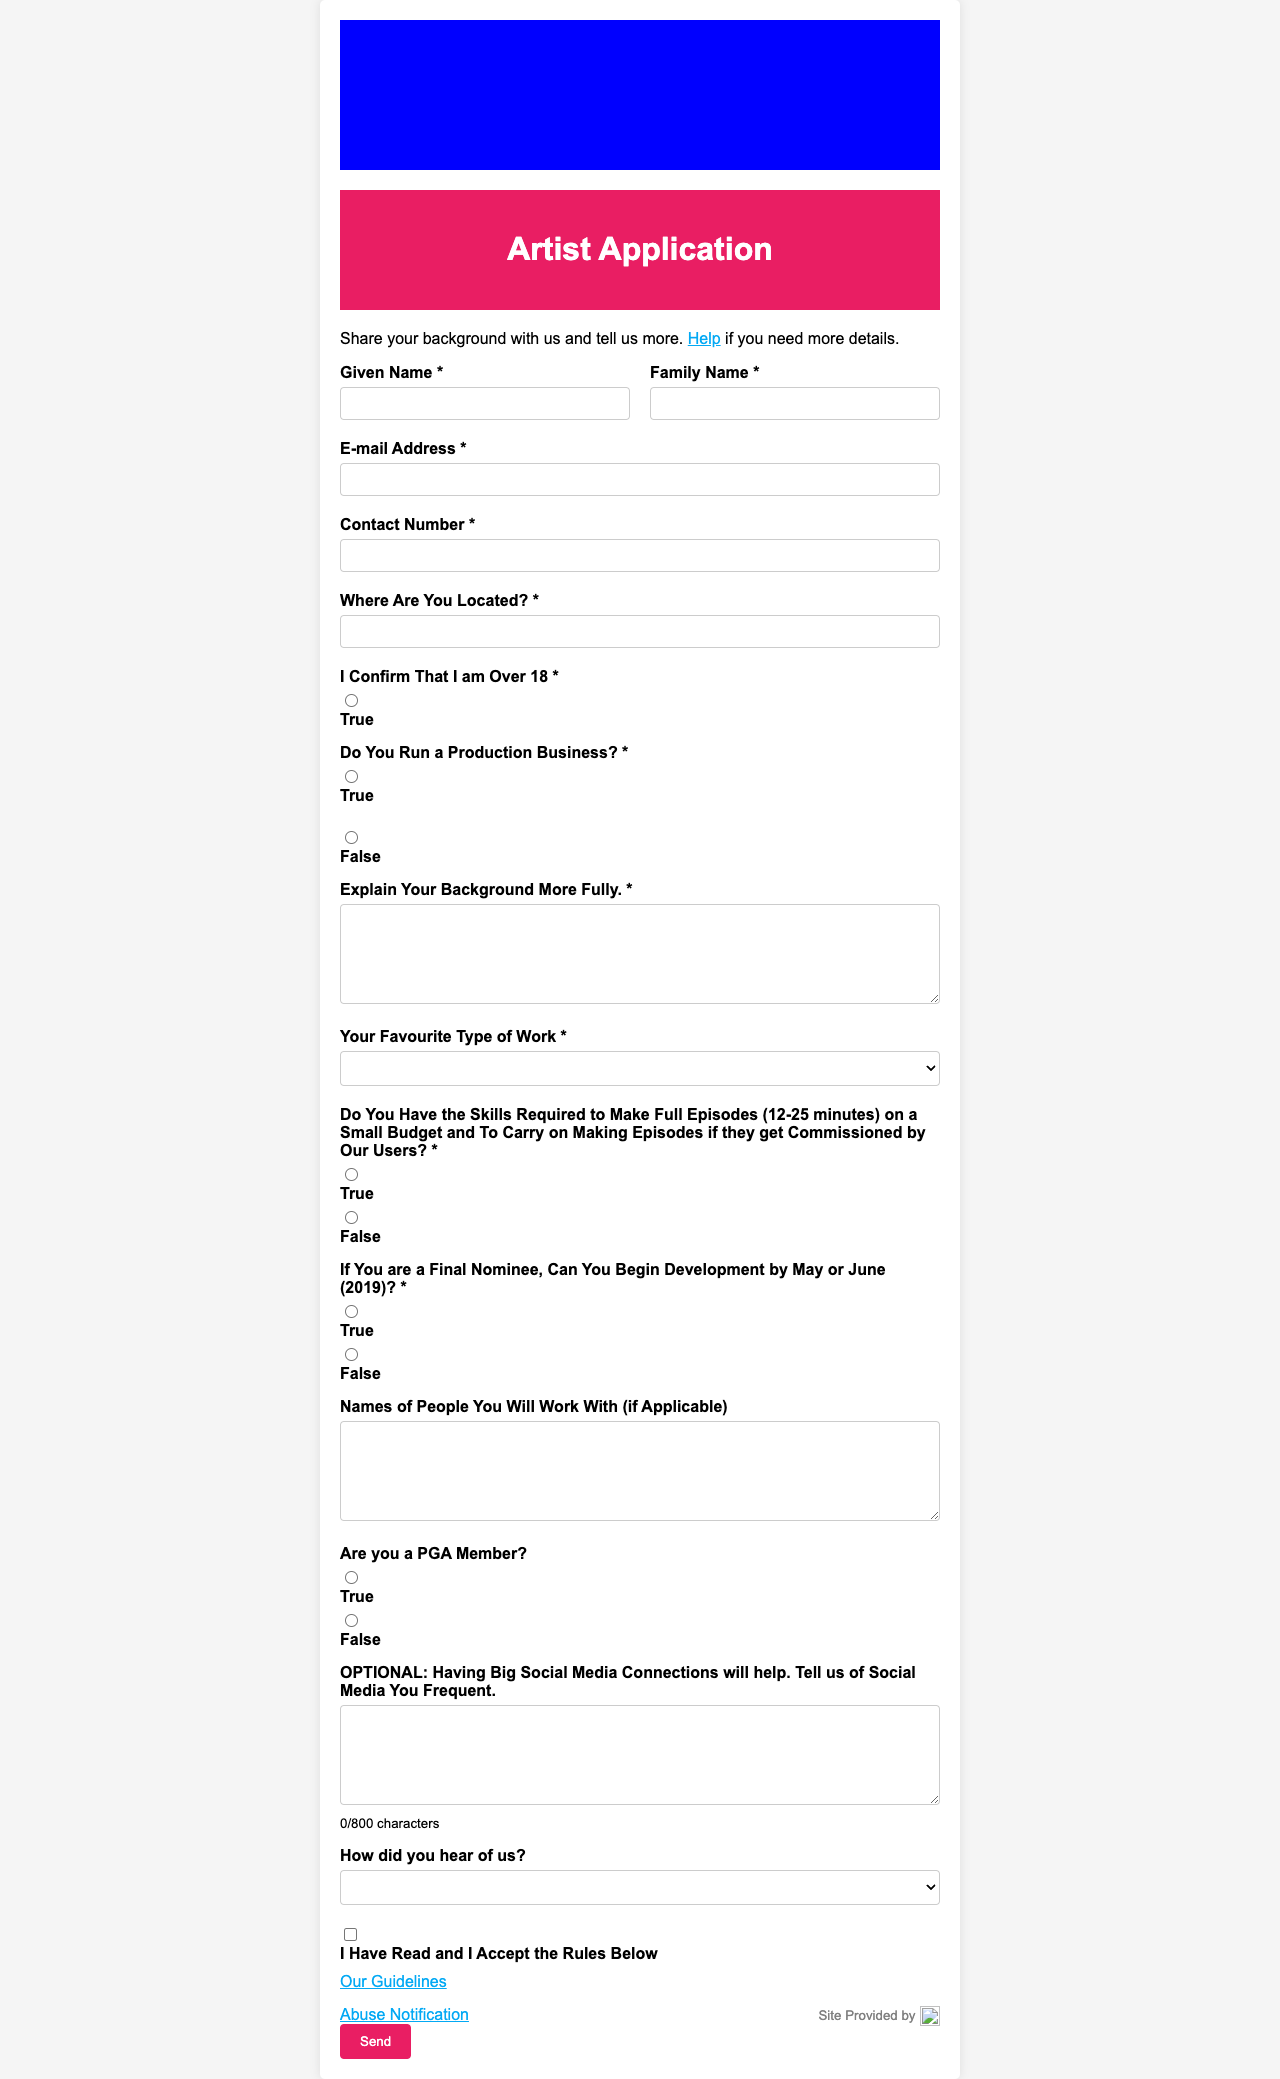 Artist Application
Share your background with us and tell us more. Help if you need more details.
Given Name * Family Name *
E-mail Address *
Contact Number *
Where Are You Located? *
I Confirm That I am Over 18 *
True
Do You Run a Production Business? *
True
False
Explain Your Background More Fully. *
Your Favourite Type of Work *
Do You Have the Skills Required to Make Full Episodes (12-25 minutes) on a
Small Budget and To Carry on Making Episodes if they get Commissioned by
Our Users? *
True
False
If You are a Final Nominee, Can You Begin Development by May or June
(2019)? *
True
False
Names of People You Will Work With (if Applicable)
Are you a PGA Member?
True
False
OPTIONAL: Having Big Social Media Connections will help. Tell us of Social
Media You Frequent.
0/800 characters
How did you hear of us?
I Have Read and I Accept the Rules Below
Our Guidelines
Abuse Notification Site Provided by
Send